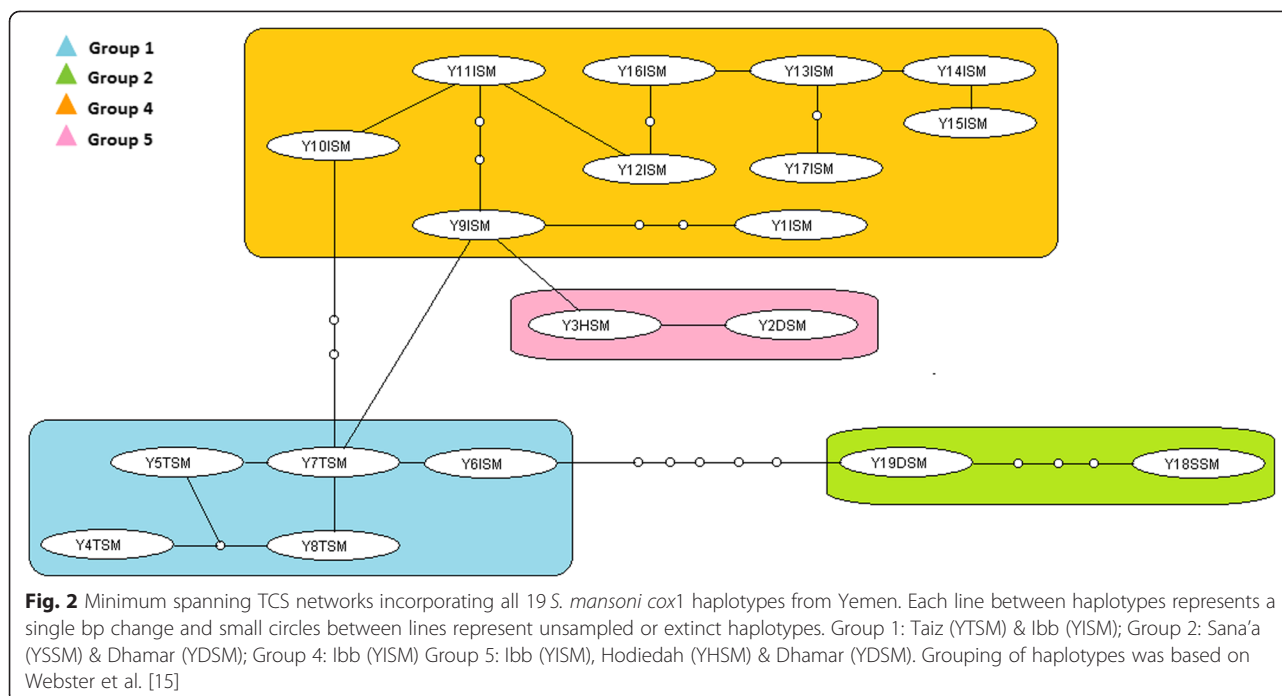 Group 1
Group 2
Group 4
Group 5
Y11ISM
Y16ISM
Y13ISM
Y14ISM
Y15ISM
Y10ISM
Y12ISM
Y17ISM
Y9ISM
Y1ISM
Y3HSM
Y2DSM
Y5TSM
Y7TSM
Y6ISM
Y19DSM
Y18SSM
Y4TSM
Y8TSM
Fig. 2 Minimum spanning TCS networks incorporating all 19 S. mansoni cox1 haplotypes from Yemen. Each line between haplotypes represents a
single bp change and small circles between lines represent unsampled or extinct haplotypes. Group 1: Taiz (YTSM) & Ibb (YISM); Group 2: Sana'a
(YSSM) & Dhamar (YDSM); Group 4: Ibb (YISM) Group 5: Ibb (YISM), Hodiedah (YHSM) & Dhamar (YDSM). Grouping of haplotypes was based on
Webster et al. [15]